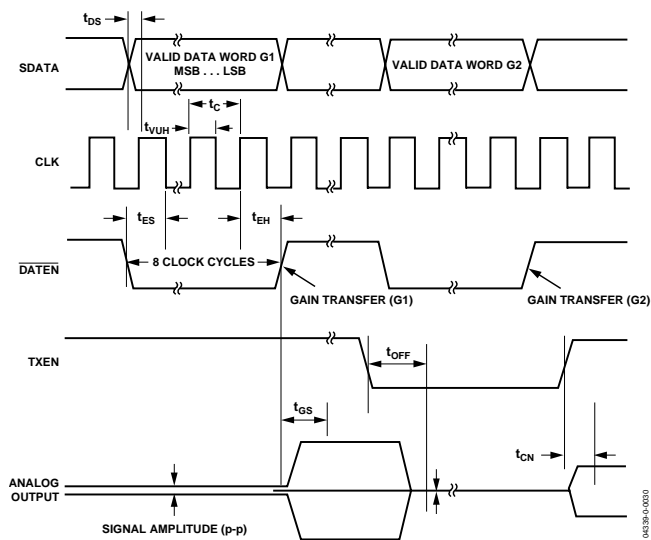 tDS
SDATA
VALID DATA WORD G1
MSB . . . LSB
VALID DATA WORD G2
tC
tVUH
CLK
tES
tEH
DATEN
8 CLOCK CYCLES
GAIN TRANSFER (G1)
GAIN TRANSFER (G2)
TXEN
tOFF
tGS
tCN
ANALOG
OUTPUT
SIGNAL AMPLITUDE (p-p)
04339-0-0030